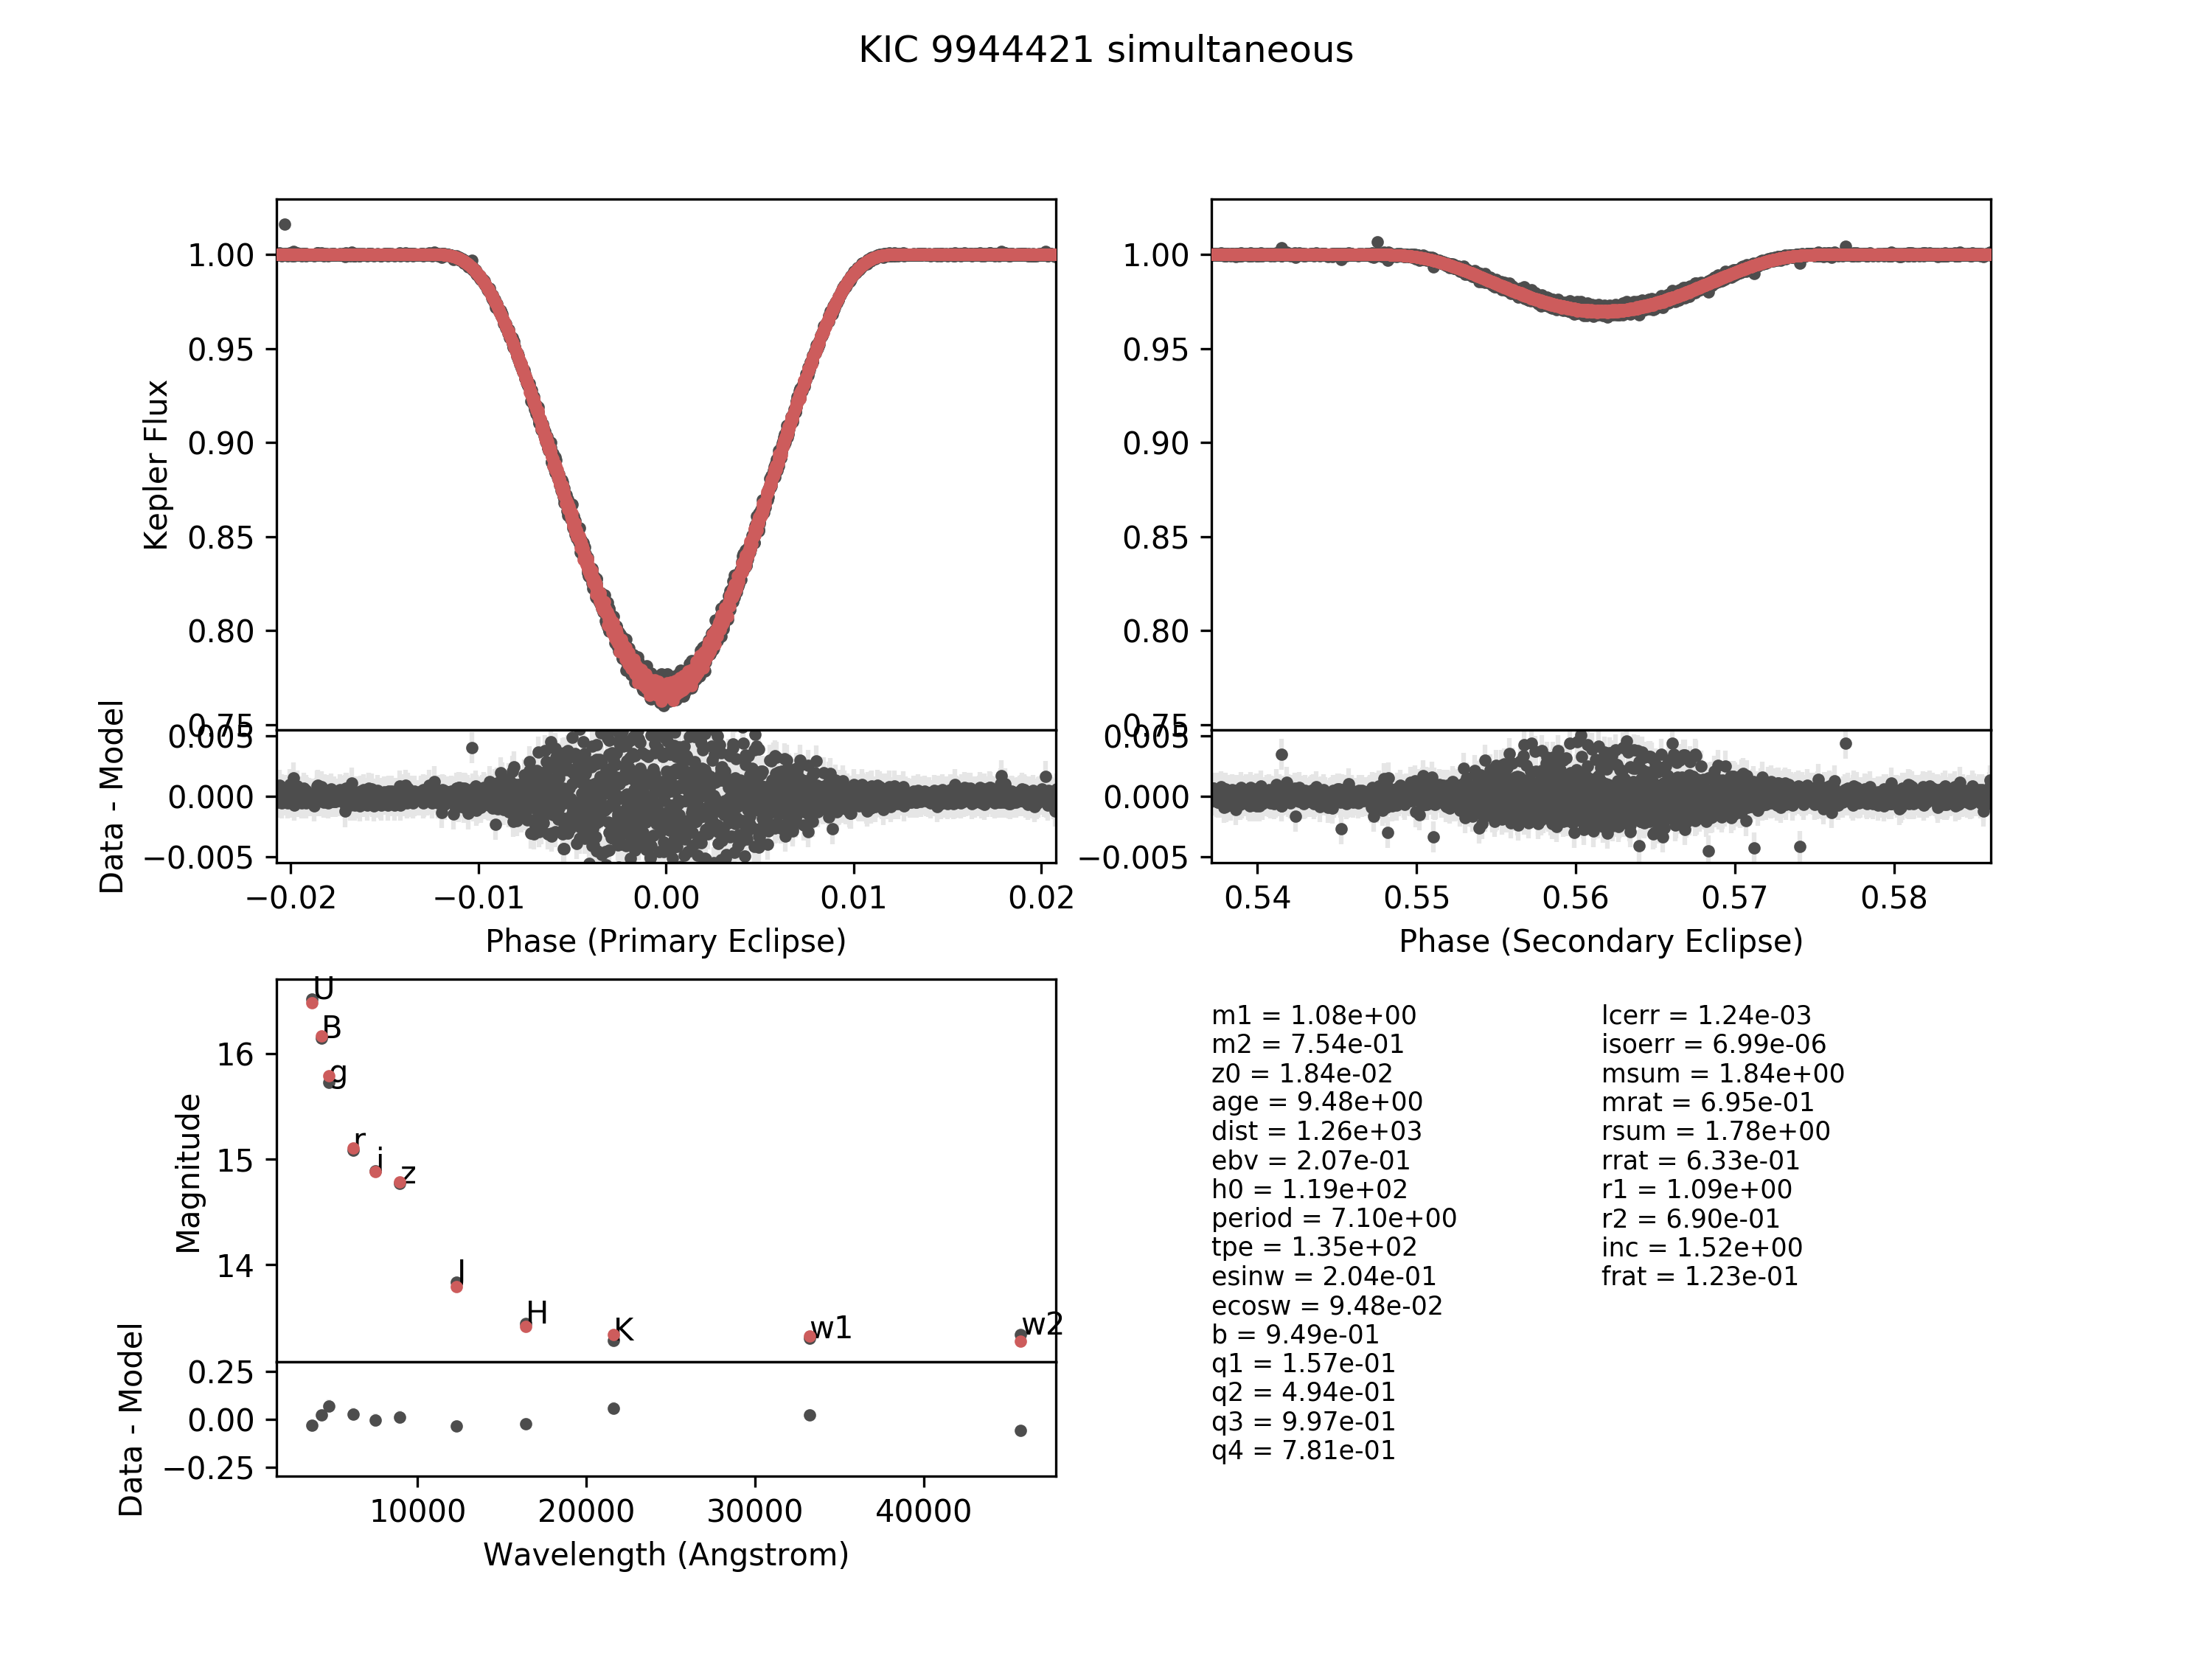 KIC 9944421 simultaneous
Kepler Flux
1.00
0.95
0.90
0.85
0.80
0.75
1.00
0.95
0.90
0.85
0.80
0.75
Data - Model
0.005
0.000
−0.005
0.005
0.000
−0.005
−0.02 −0.01 0.00 0.01 0.02
Phase (Primary Eclipse)
0.54 0.55 0.56 0.57 0.58
Phase (Secondary Eclipse)
Magnitude
16
15
14
U
B
g
r
i
z
J
H
K
w1
w2
Data - Model
0.25
0.00
−0.25
10000 20000 30000 40000
Wavelength (Angstrom)
m1 = 1.08e+00
m2 = 7.54e-01
z0 = 1.84e-02
age = 9.48e+00
dist = 1.26e+03
ebv = 2.07e-01
h0 = 1.19e+02
period = 7.10e+00
tpe = 1.35e+02
esinw = 2.04e-01
ecosw = 9.48e-02
b = 9.49e-01
q1 = 1.57e-01
q2 = 4.94e-01
q3 = 9.97e-01
q4 = 7.81e-01
lcerr = 1.24e-03
isoerr = 6.99e-06
msum = 1.84e+00
mrat = 6.95e-01
rsum = 1.78e+00
rrat = 6.33e-01
r1 = 1.09e+00
r2 = 6.90e-01
inc = 1.52e+00
frat = 1.23e-01